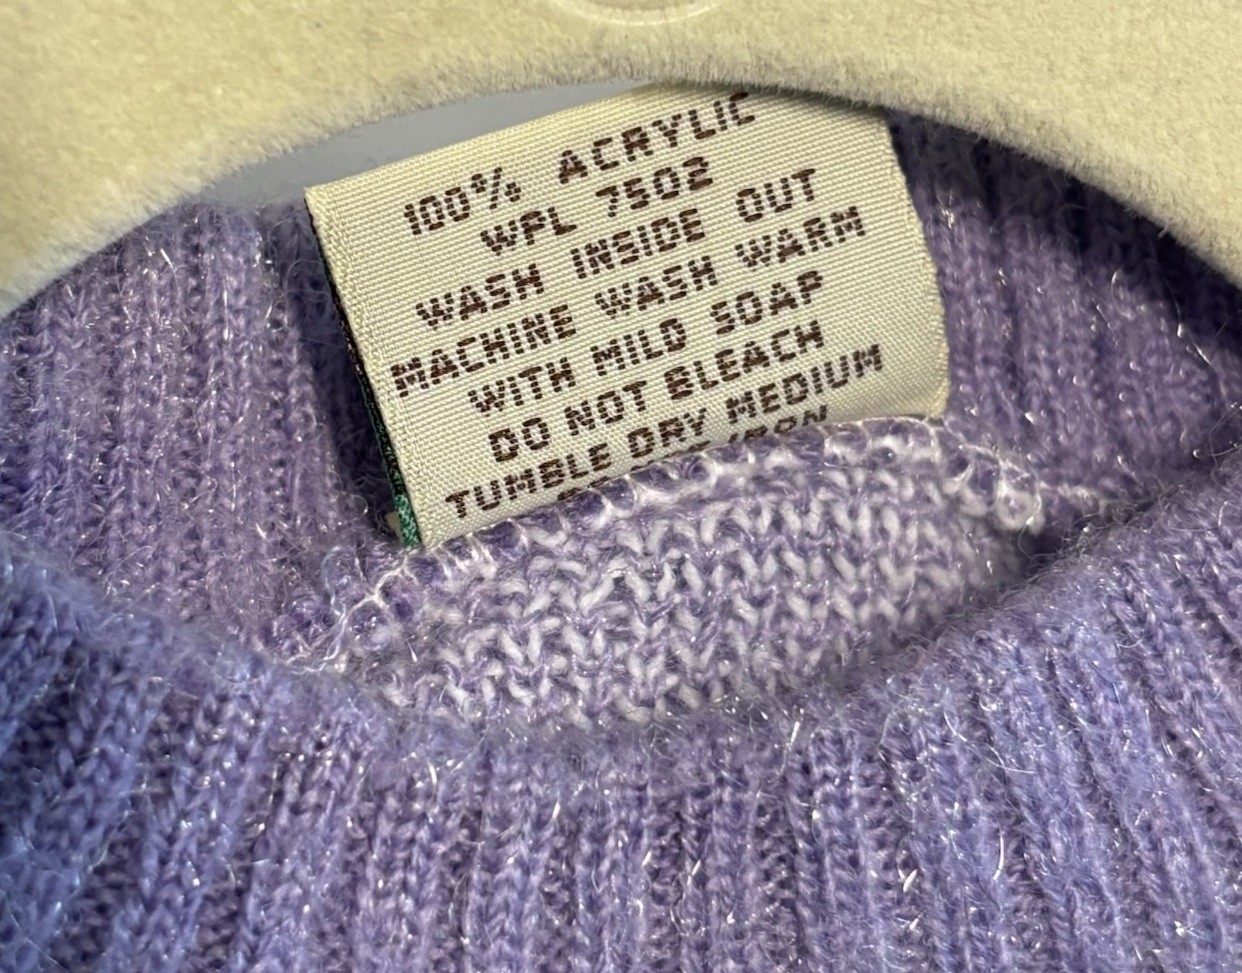 100% ACRYLIC
WPL 7502
WASH INSIDE OUT
MACHINE WASH WARM
WITH MILD SOAP
DO NOT BLEACH
TUMBLE DRY MEDIUM
IRON